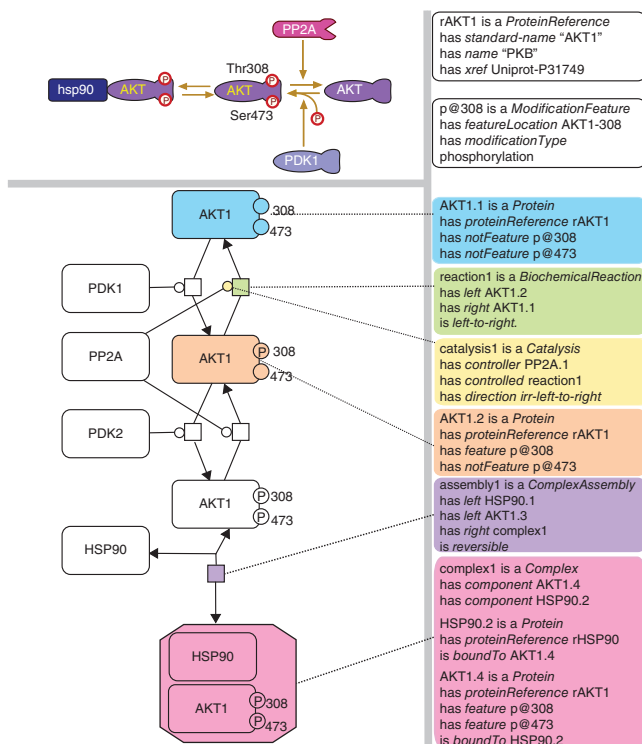 PP2A
Thr308
hsp90
AKT
P
P
AKT
P
P
AKT
Ser473
P
PDK1
AKT1
308
473
PDK1
PP2A
AKT1
P
308
473
PDK2
AKT1
P
308
P
473
HSP90
HSP90
AKT1
P
308
P
473
rAKT1 is a ProteinReference
has standard-name “AKT1”
has name “PKB”
has xref Uniprot-P31749
p@308 is a ModificationFeature
has featureLocation AKT1-308
has modificationType
phosphorylation
AKT1.1 is a Protein
has proteinReference rAKT1
has notFeature p@308
has notFeature p@473
reaction1 is a BiochemicalReaction
has left AKT1.2
has right AKT1.1
is left-to-right.
catalysis1 is a Catalysis
has controller PP2A.1
has controlled reaction1
has direction irr-left-to-right
AKT1.2 is a Protein
has proteinReference rAKT1
has feature p@308
has notFeature p@473
assembly1 is a ComplexAssembly
has left HSP90.1
has left AKT1.3
has right complex1
is reversible
complex1 is a Complex
has component AKT1.4
has component HSP90.2
HSP90.2 is a Protein
has proteinReference rHSP90
is boundTo AKT1.4
AKT1.4 is a Protein
has proteinReference rAKT1
has feature p@308
has feature p@473
is boundTo HSP90.2